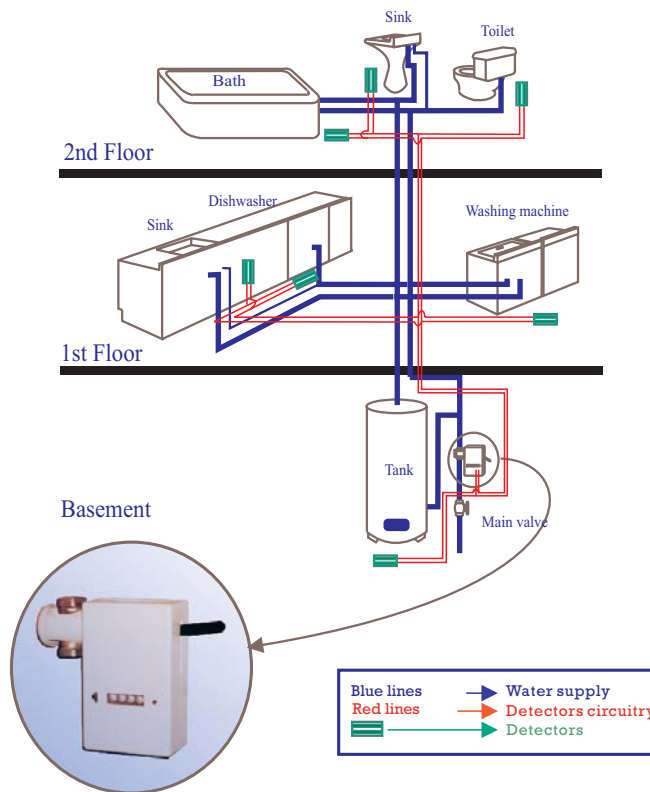 Sink
Toilet
Bath
2nd Floor
Dishwasher
Sink
Washing machine
1st Floor
Tank
Basement
Main valve
Blue lines Water supply
Red lines Detectors circuitry
Detectors